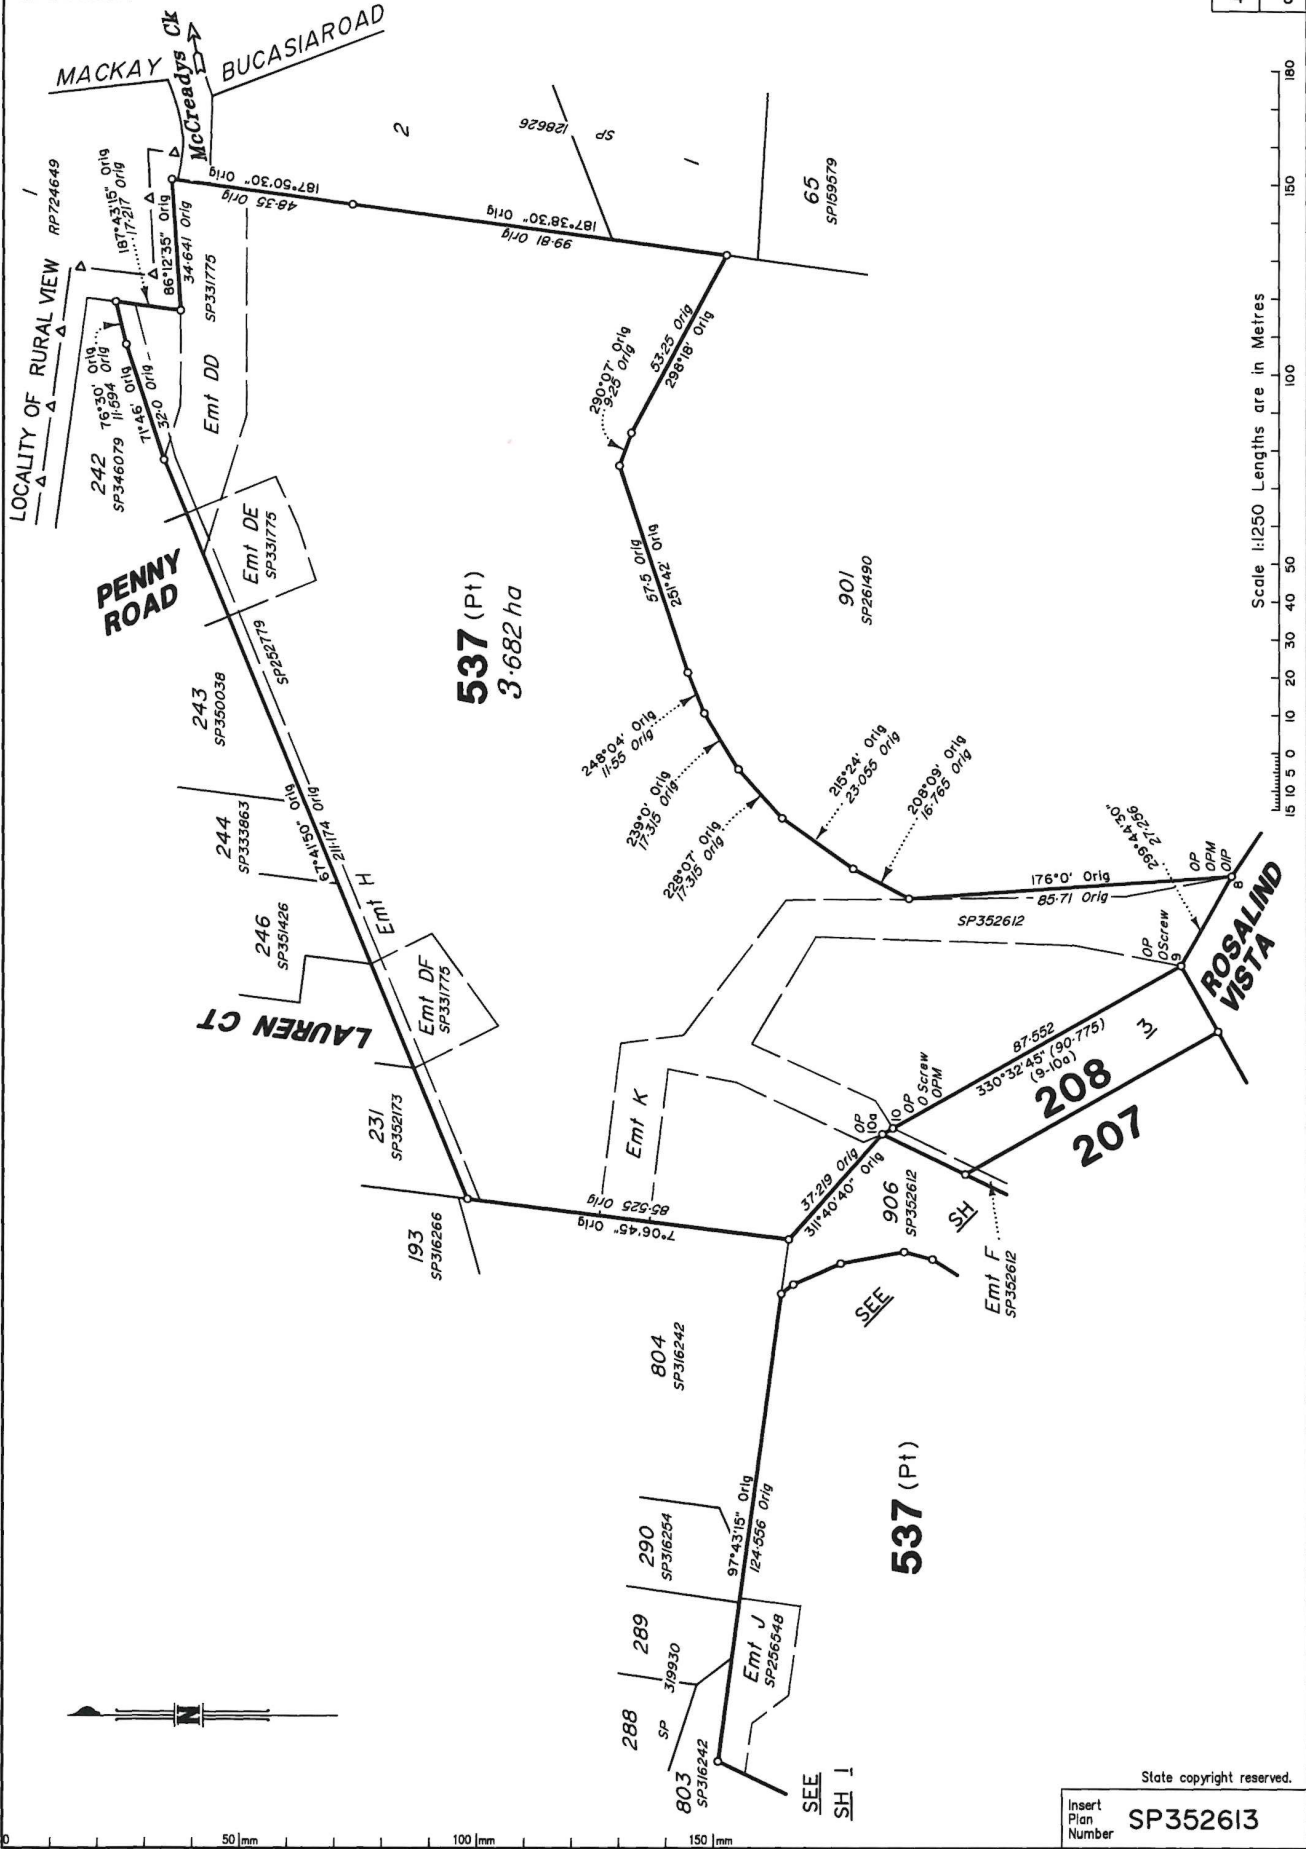 MACKAY
BUCASIA ROAD
McCreadys Ck
LOCALITY OF RURAL VIEW
1
RP724649
187°43'15" Orig
17·217 Orig
86°12'35" Orig
34·641 Orig
SP331775
Emt DD
242
SP346079
76°30' Orig
11·594 Orig
71°46' Orig
32·0 Orig
187°50'30" Orig
48·35 Orig
187°38'30" Orig
99·81 Orig
2
SP 128626
1
65
SP159579
PENNY
ROAD
Emt DE
SP331775
SP252779
243
SP350038
244
SP333863
246
SP351426
67°41'50" Orig
211·174 Orig
Emt H
LAUREN CT
Emt DF
SP331775
231
SP352173
193
SP316266
537 (Pt)
3·682 ha
298°18' Orig
53·25 Orig
290°07' Orig
9·25 Orig
57·5 Orig
251°42' Orig
901
SP261490
248°04' Orig
11·55 Orig
239°0' Orig
17·315 Orig
228°07' Orig
17·315 Orig
215°24' Orig
23·055 Orig
208°09' Orig
16·765 Orig
176°0' Orig
85·71 Orig
SP352612
299°44'30"
27·256
OP
OPM
OIP
8
OP
OScrew
9
ROSALIND
VISTA
87·552
330°32'45" (90·775)
(9-10a)
3
208
207
10
OP
O Screw
OPM
OP
10a
37·219 Orig
311°40'40" Orig
906
SP352612
SH
SEE
Emt F
SP352612
Emt K
7°06'45" Orig
85·525 Orig
804
SP316242
97°43'15" Orig
124·556 Orig
290
SP316254
289
288
SP 319930
803
SP316242
Emt J
SP256548
537 (Pt)
SEE
SH 1
N
Scale 1:1250 Lengths are in Metres
15 10 5 0 10 20 30 40 50 100 150 180
0 50 mm 100 mm 150 mm
State copyright reserved.
Insert
Plan
Number
SP352613